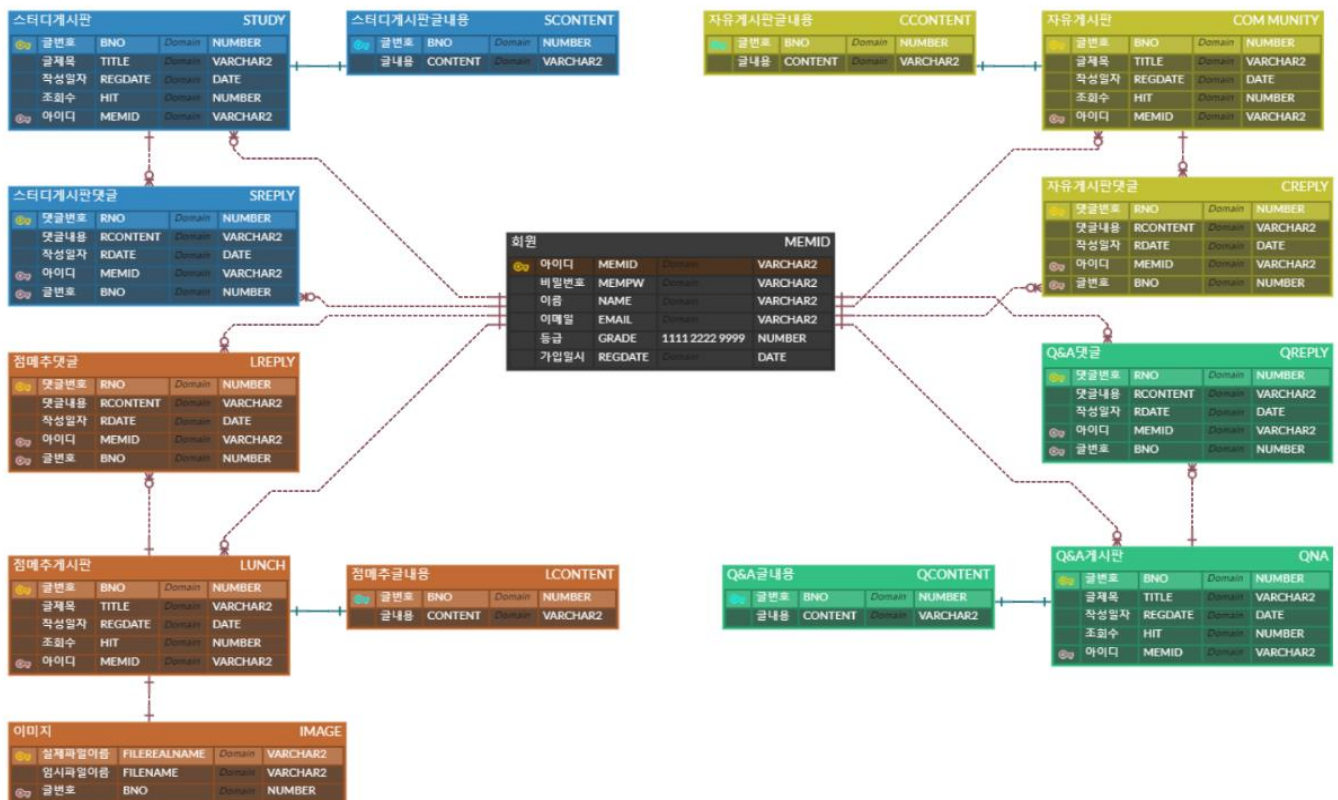 스터디게시판 STUDY
글번호 BNO Domain NUMBER
글제목 TITLE Domain VARCHAR2
작성일자 REGDATE Domain DATE
조회수 HIT Domain NUMBER
아이디 MEMID Domain VARCHAR2
스터디게시판글내용 SCONTENT
글번호 BNO Domain NUMBER
글내용 CONTENT Domain VARCHAR2
자유게시판글내용 CCONTENT
글번호 BNO Domain NUMBER
글내용 CONTENT Domain VARCHAR2
자유게시판 COM MUNITY
글번호 BNO Domain NUMBER
글제목 TITLE Domain VARCHAR2
작성일자 REGDATE Domain DATE
조회수 HIT Domain NUMBER
아이디 MEMID Domain VARCHAR2
스터디게시판댓글 SREPLY
댓글번호 RNO Domain NUMBER
댓글내용 RCONTENT Domain VARCHAR2
작성일자 RDATE Domain DATE
아이디 MEMID Domain VARCHAR2
글번호 BNO Domain NUMBER
회원 MEMID
아이디 MEMID Domain VARCHAR2
비밀번호 MEMPW Domain VARCHAR2
이름 NAME Domain VARCHAR2
이메일 EMAIL Domain VARCHAR2
등급 GRADE 1111 2222 9999 NUMBER
가입일시 REGDATE Domain DATE
자유게시판댓글 CREPLY
댓글번호 RNO Domain NUMBER
댓글내용 RCONTENT Domain VARCHAR2
작성일자 RDATE Domain DATE
아이디 MEMID Domain VARCHAR2
글번호 BNO Domain NUMBER
점메추댓글 LREPLY
댓글번호 RNO Domain NUMBER
댓글내용 RCONTENT Domain VARCHAR2
작성일자 RDATE Domain DATE
아이디 MEMID Domain VARCHAR2
글번호 BNO Domain NUMBER
Q&A댓글 QREPLY
댓글번호 RNO Domain NUMBER
댓글내용 RCONTENT Domain VARCHAR2
작성일자 RDATE Domain DATE
아이디 MEMID Domain VARCHAR2
글번호 BNO Domain NUMBER
점메추게시판 LUNCH
글번호 BNO Domain NUMBER
글제목 TITLE Domain VARCHAR2
작성일자 REGDATE Domain DATE
조회수 HIT Domain NUMBER
아이디 MEMID Domain VARCHAR2
점메추글내용 LCONTENT
글번호 BNO Domain NUMBER
글내용 CONTENT Domain VARCHAR2
Q&A글내용 QCONTENT
글번호 BNO Domain NUMBER
글내용 CONTENT Domain VARCHAR2
Q&A게시판 QNA
글번호 BNO Domain NUMBER
글제목 TITLE Domain VARCHAR2
작성일자 REGDATE Domain DATE
조회수 HIT Domain NUMBER
아이디 MEMID Domain VARCHAR2
이미지 IMAGE
실제파일이름 FILEREALNAME Domain VARCHAR2
임시파일이름 FILENAME Domain VARCHAR2
글번호 BNO Domain NUMBER